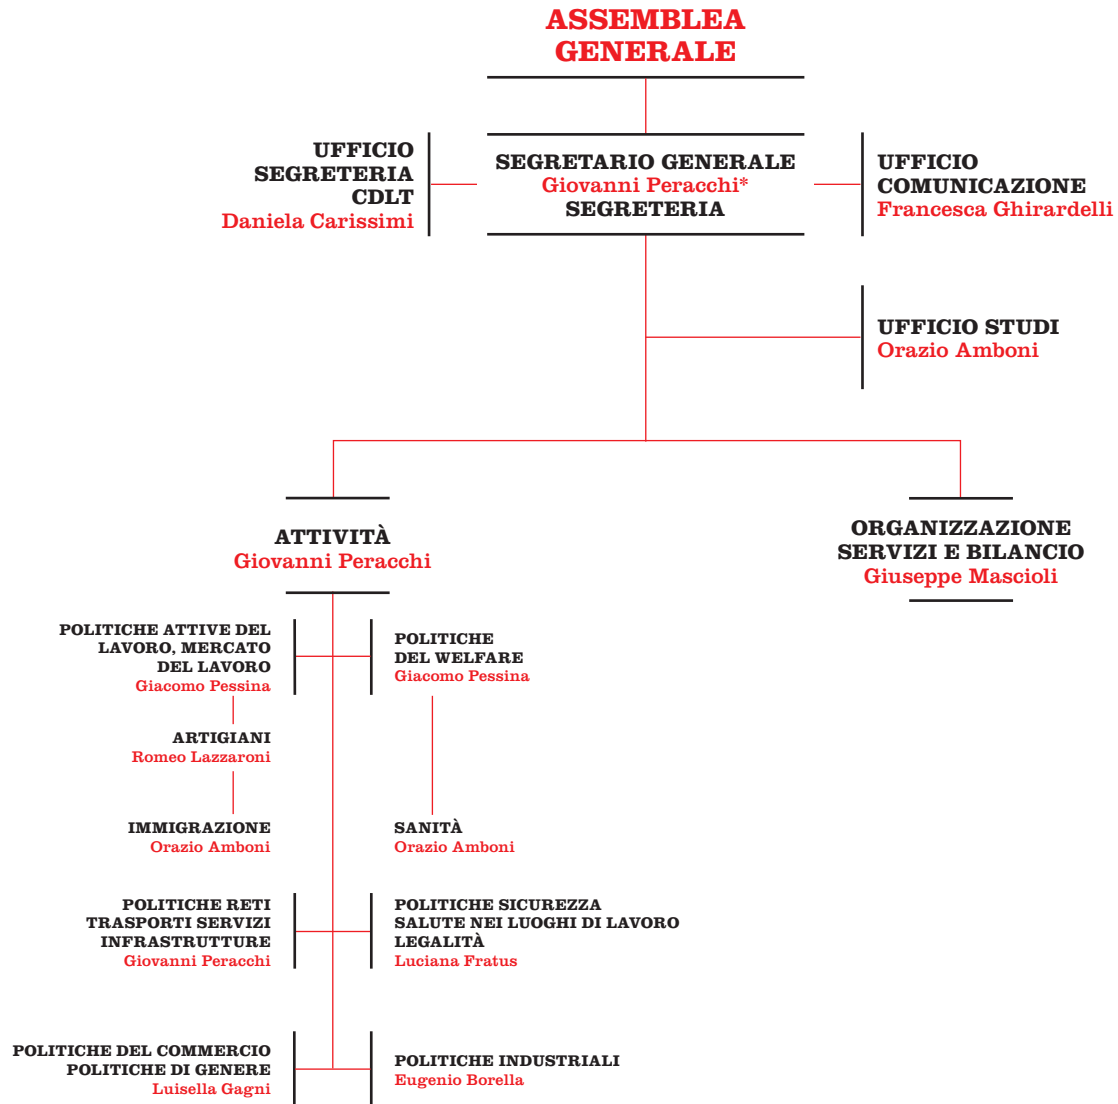 ASSEMBLEA
GENERALE
UFFICIO
SEGRETERIA
CDLT
Daniela Carissimi
SEGRETARIO GENERALE
Giovanni Peracchi*
SEGRETERIA
UFFICIO
COMUNICAZIONE
Francesca Ghirardelli
UFFICIO STUDI
Orazio Amboni
ATTIVITÀ
Giovanni Peracchi
ORGANIZZAZIONE
SERVIZI E BILANCIO
Giuseppe Mascioli
POLITICHE ATTIVE DEL
LAVORO, MERCATO
DEL LAVORO
Giacomo Pessina
POLITICHE
DEL WELFARE
Giacomo Pessina
ARTIGIANI
Romeo Lazzaroni
IMMIGRAZIONE
Orazio Amboni
SANITÀ
Orazio Amboni
POLITICHE RETI
TRASPORTI SERVIZI
INFRASTRUTTURE
Giovanni Peracchi
POLITICHE SICUREZZA
SALUTE NEI LUOGHI DI LAVORO
LEGALITÀ
Luciana Fratus
POLITICHE DEL COMMERCIO
POLITICHE DI GENERE
Luisella Gagni
POLITICHE INDUSTRIALI
Eugenio Borella